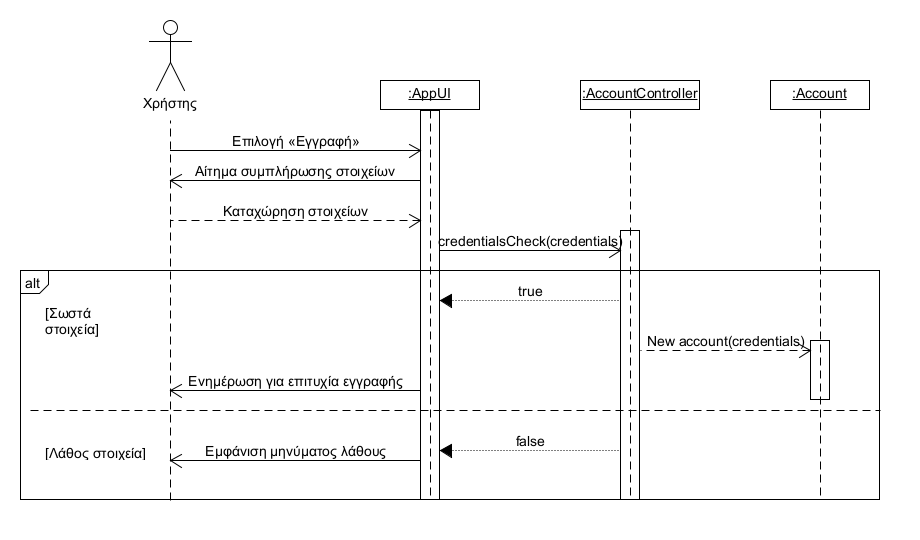 Χρήστης
:AppUI
:AccountController
:Account
Επιλογή «Εγγραφή»
Αίτημα συμπλήρωσης στοιχείων
Καταχώρηση στοιχείων
credentialsCheck(credentials)
alt
true
[Σωστά
στοιχεία]
New account(credentials)
Ενημέρωση για επιτυχία εγγραφής
false
[Λάθος στοιχεία]
Εμφάνιση μηνύματος λάθους